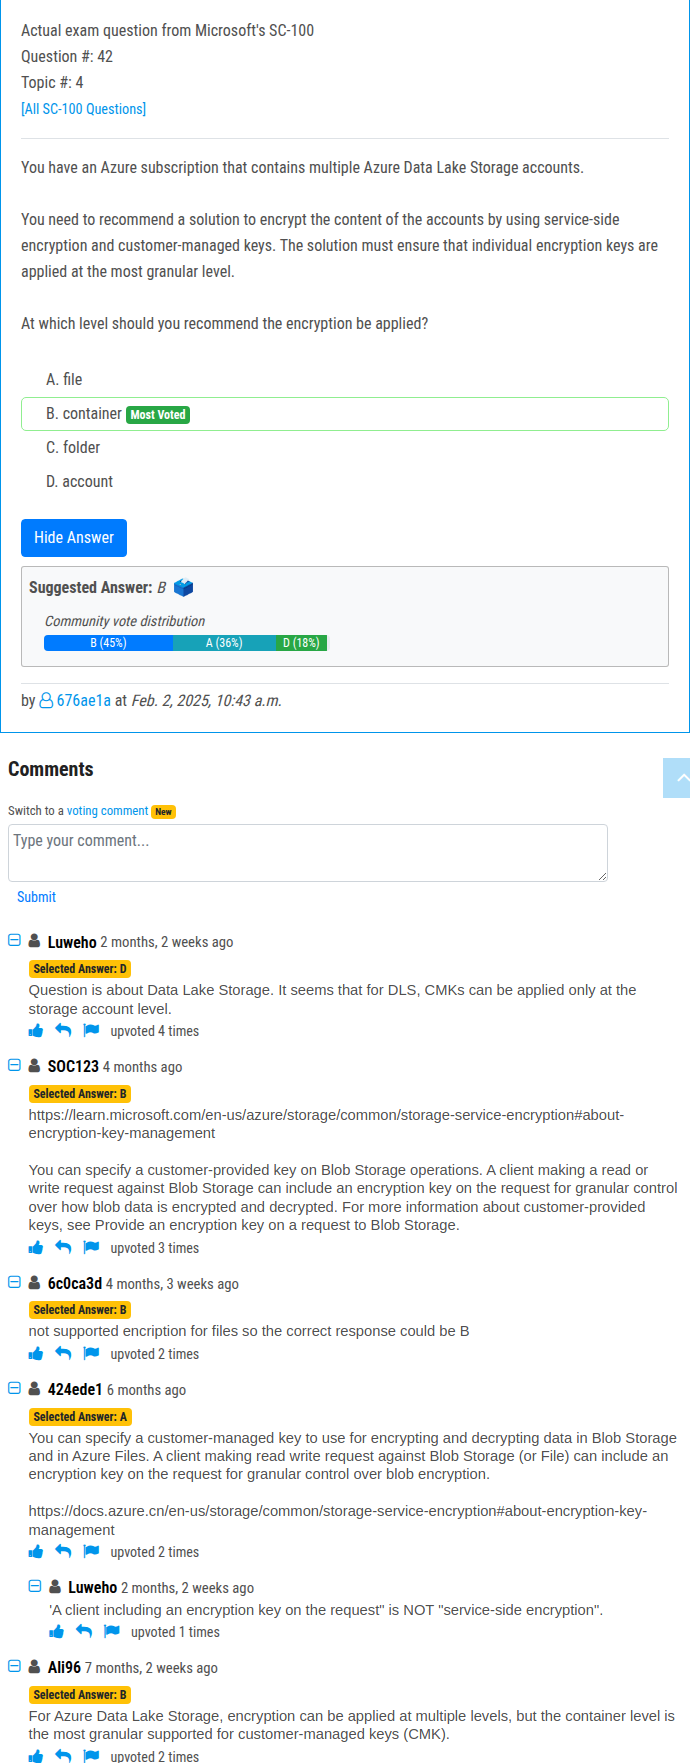 Actual exam question from Microsoft's SC-100
Question #: 42
Topic #: 4
[All SC-100 Questions]
You have an Azure subscription that contains multiple Azure Data Lake Storage accounts.
You need to recommend a solution to encrypt the content of the accounts by using service-side
encryption and customer-managed keys. The solution must ensure that individual encryption keys are
applied at the most granular level.
At which level should you recommend the encryption be applied?
A. file
B. container Most Voted
C. folder
D. account
Hide Answer
Suggested Answer: B
Community vote distribution
B (45%) A (36%) D (18%)
by 676ae1a at Feb. 2, 2025, 10:43 a.m.
Comments
Switch to a voting comment New
Type your comment...
Submit
Luweho 2 months, 2 weeks ago
Selected Answer: D
Question is about Data Lake Storage. It seems that for DLS, CMKs can be applied only at the
storage account level.
upvoted 4 times
SOC123 4 months ago
Selected Answer: B
https://learn.microsoft.com/en-us/azure/storage/common/storage-service-encryption#about-
encryption-key-management
You can specify a customer-provided key on Blob Storage operations. A client making a read or
write request against Blob Storage can include an encryption key on the request for granular control
over how blob data is encrypted and decrypted. For more information about customer-provided
keys, see Provide an encryption key on a request to Blob Storage.
upvoted 3 times
6c0ca3d 4 months, 3 weeks ago
Selected Answer: B
not supported encription for files so the correct response could be B
upvoted 2 times
424ede1 6 months ago
Selected Answer: A
You can specify a customer-managed key to use for encrypting and decrypting data in Blob Storage
and in Azure Files. A client making read write request against Blob Storage (or File) can include an
encryption key on the request for granular control over blob encryption.
https://docs.azure.cn/en-us/storage/common/storage-service-encryption#about-encryption-key-
management
upvoted 2 times
Luweho 2 months, 2 weeks ago
'A client including an encryption key on the request" is NOT "service-side encryption".
upvoted 1 times
Ali96 7 months, 2 weeks ago
Selected Answer: B
For Azure Data Lake Storage, encryption can be applied at multiple levels, but the container level is
the most granular supported for customer-managed keys (CMK).
upvoted 2 times